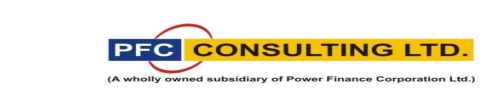 PFC CONSULTING LTD.
(A wholly owned subsidiary of Power Finance Corporation Ltd.)